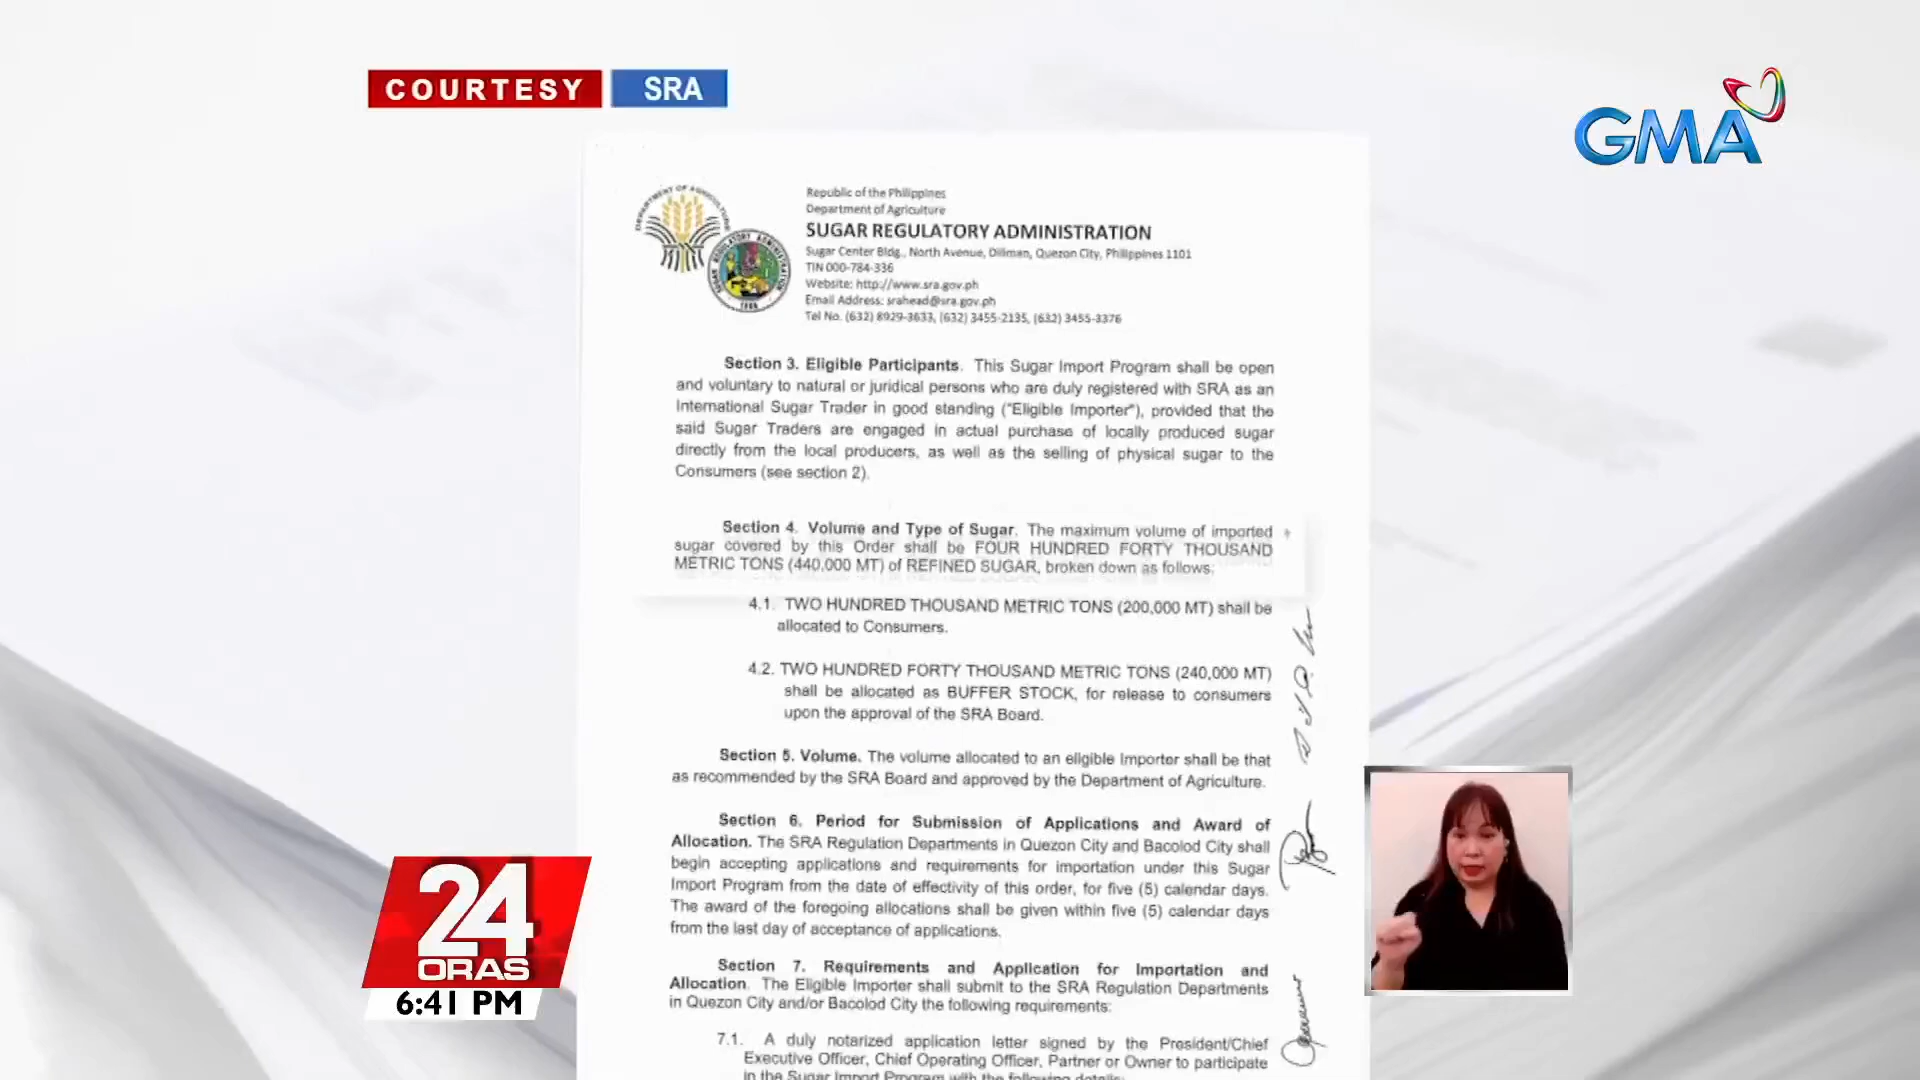 COURTESY SRA
GMA
DEPARTMENT OF AGRICULTURE
SUGAR REGULATORY ADMINISTRATION
Republic of the Philippines
Department of Agriculture
SUGAR REGULATORY ADMINISTRATION
Sugar Center Bldg., North Avenue, Diliman, Quezon City, Philippines 1101
TIN 000-784-336
Website: http://www.sra.gov.ph
Email Address: srahead@sra.gov.ph
Tel No. (632) 8929-3633, (632) 3455-2135, (632) 3455-3376
Section 3. Eligible Participants. This Sugar Import Program shall be open
and voluntary to natural or juridical persons who are duly registered with SRA as an
International Sugar Trader in good standing ("Eligible Importer"), provided that the
said Sugar Traders are engaged in actual purchase of locally produced sugar
directly from the local producers, as well as the selling of physical sugar to the
Consumers (see section 2).
Section 4. Volume and Type of Sugar. The maximum volume of imported
sugar covered by this Order shall be FOUR HUNDRED FORTY THOUSAND
METRIC TONS (440,000 MT) of REFINED SUGAR, broken down as follows:
4.1. TWO HUNDRED THOUSAND METRIC TONS (200,000 MT) shall be
allocated to Consumers.
4.2. TWO HUNDRED FORTY THOUSAND METRIC TONS (240,000 MT)
shall be allocated as BUFFER STOCK, for release to consumers
upon the approval of the SRA Board.
Section 5. Volume. The volume allocated to an eligible Importer shall be that
as recommended by the SRA Board and approved by the Department of Agriculture.
Section 6. Period for Submission of Applications and Award of
Allocation. The SRA Regulation Departments in Quezon City and Bacolod City shall
begin accepting applications and requirements for importation under this Sugar
Import Program from the date of effectivity of this order, for five (5) calendar days.
The award of the foregoing allocations shall be given within five (5) calendar days
from the last day of acceptance of applications.
Section 7. Requirements and Application for Importation and
Allocation. The Eligible Importer shall submit to the SRA Regulation Departments
in Quezon City and/or Bacolod City the following requirements:
7.1. A duly notarized application letter signed by the President/Chief
Executive Officer, Chief Operating Officer, Partner or Owner to participate
in the Sugar Import Program with the following details:
24
ORAS
6:41 PM